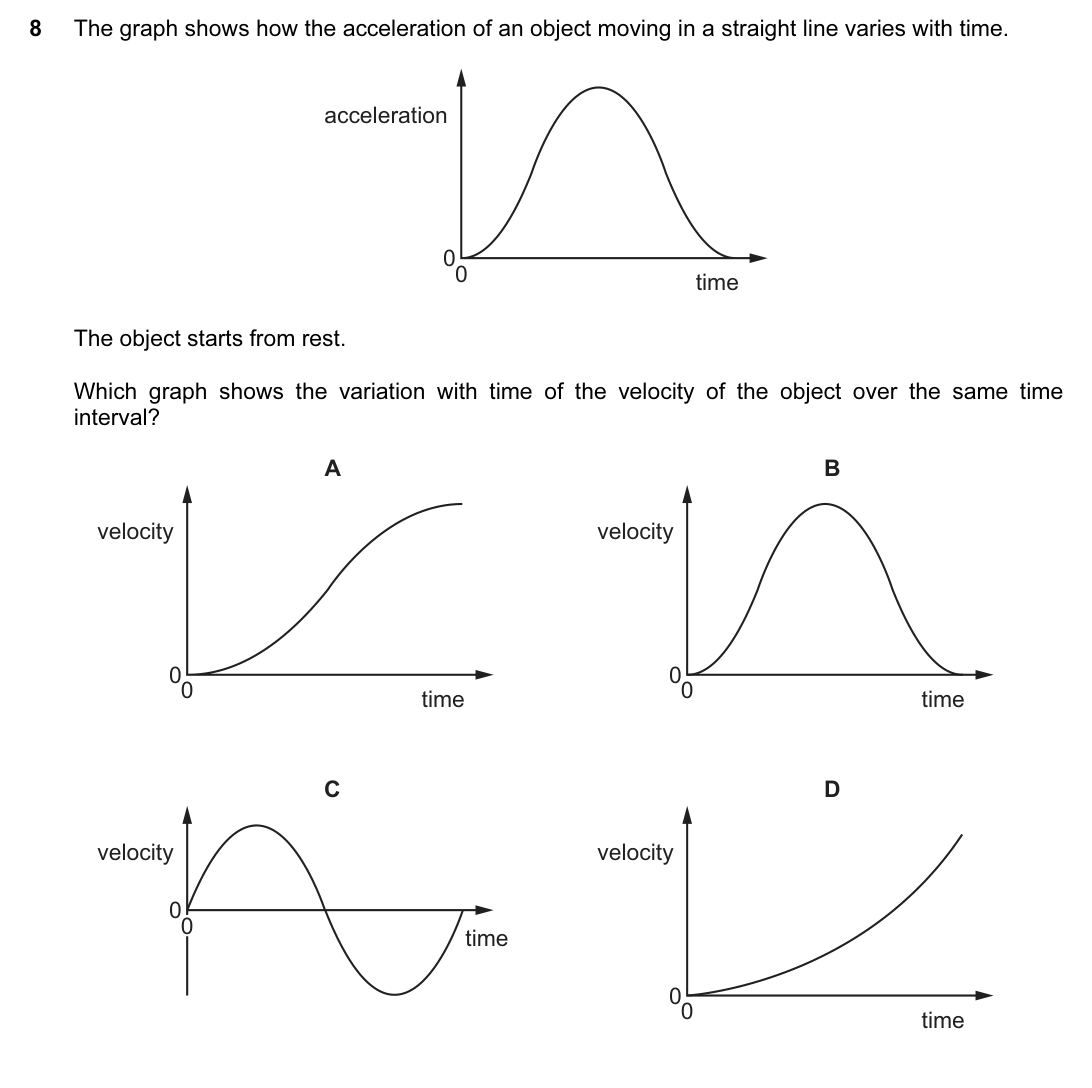 8 The graph shows how the acceleration of an object moving in a straight line varies with time.
acceleration
0
0
time
The object starts from rest.
Which graph shows the variation with time of the velocity of the object over the same time
interval?
A
velocity
0
0
time
B
velocity
0
0
time
C
velocity
0
0
time
D
velocity
0
0
time